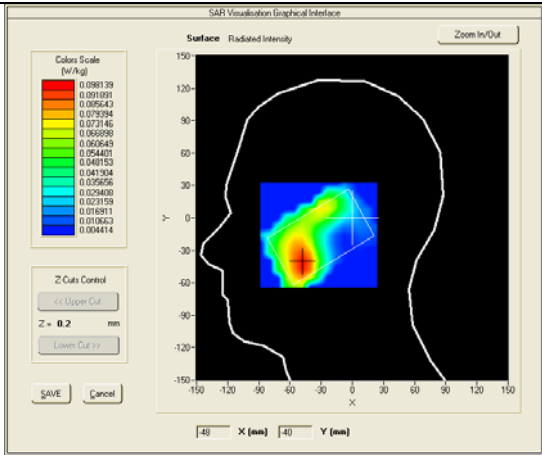 SAR Visualisation Graphical Interface
Surface Radiated Intensity
Zoom In/Out
Colors Scale
(W/kg)
0.098139
0.091891
0.085643
0.079394
0.073146
0.066898
0.060649
0.054401
0.048153
0.041904
0.035656
0.029408
0.023159
0.016911
0.010663
0.004414
Z Cuts Control
<< Upper Cut
Z = 0.2 mm
Lower Cut >>
SAVE Cancel
150
120
90
60
30
0
-30
-60
-90
-120
-150
Y
-150 -120 -90 -60 -30 0 30 60 90 120 150
X
-48 X (mm) -40 Y (mm)